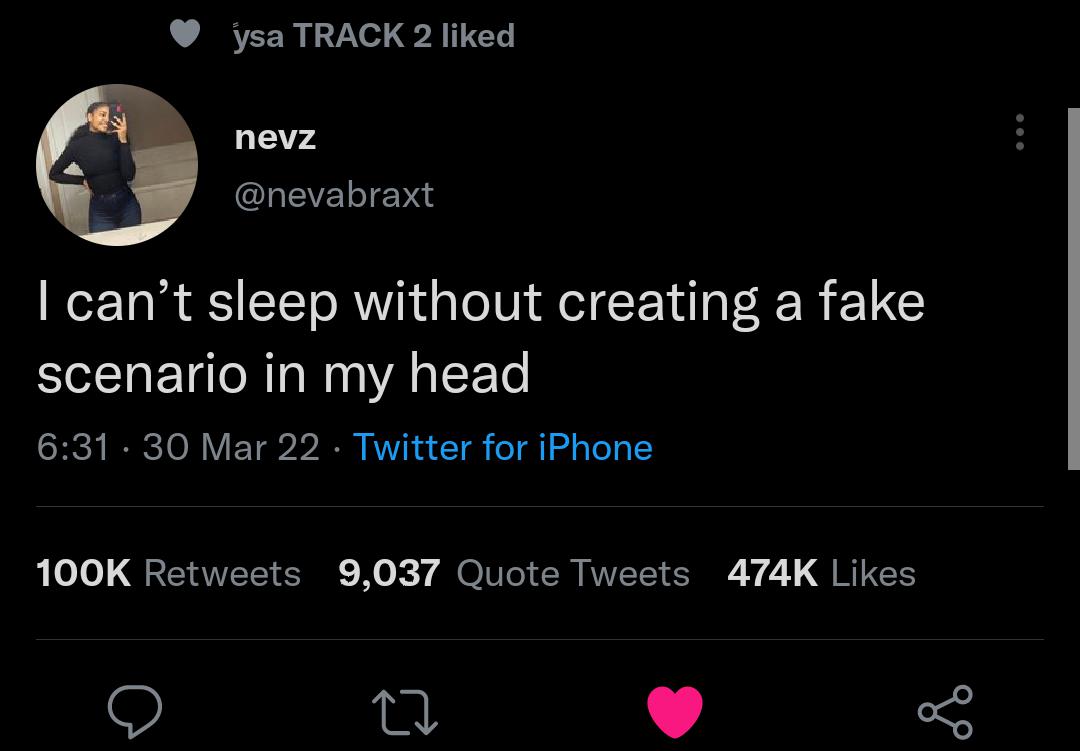 ysa TRACK 2 liked
nevz
@nevabraxt
I can’t sleep without creating a fake
scenario in my head
6:31 · 30 Mar 22 · Twitter for iPhone
100K Retweets 9,037 Quote Tweets 474K Likes